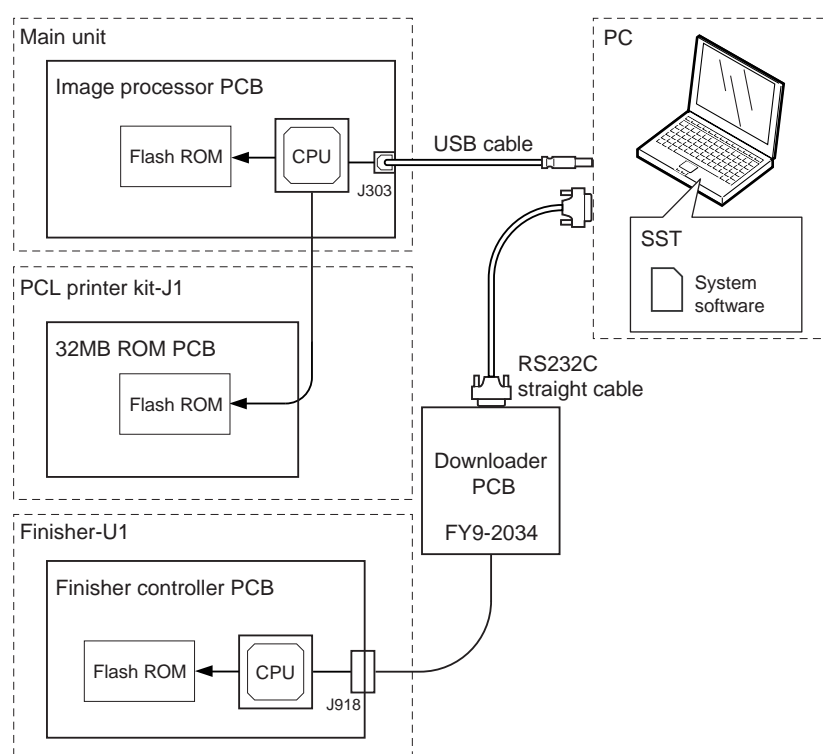 Main unit
Image processor PCB
Flash ROM
CPU
J303
USB cable
PC
SST
System
software
PCL printer kit-J1
32MB ROM PCB
Flash ROM
RS232C
straight cable
Downloader
PCB
FY9-2034
Finisher-U1
Finisher controller PCB
Flash ROM
CPU
J918